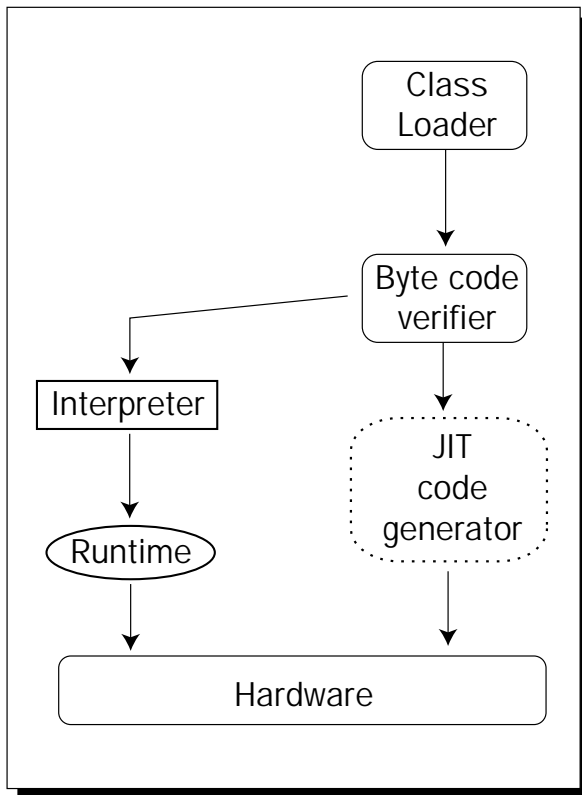 Class
Loader
Byte code
verifier
Interpreter
JIT
code
generator
Runtime
Hardware